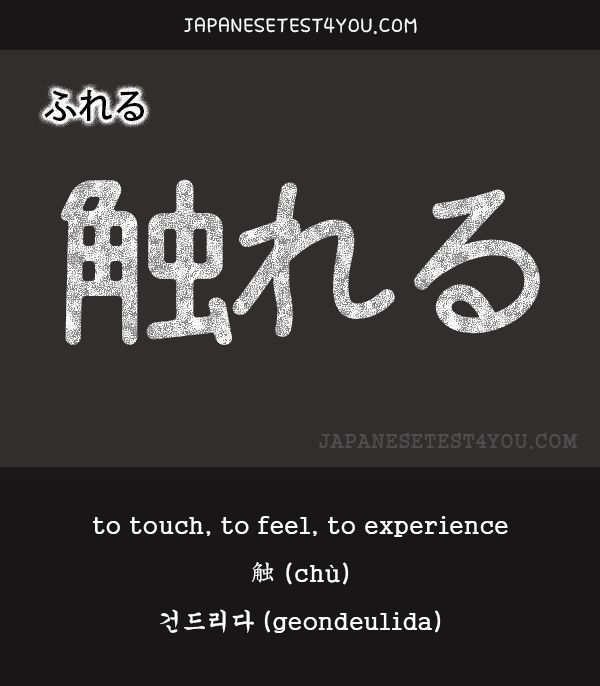 JAPANESETEST4YOU.COM
ふれる
触れる
JAPANESETEST4YOU.COM
to touch, to feel, to experience
触 (chù)
건드리다 (geondeulida)